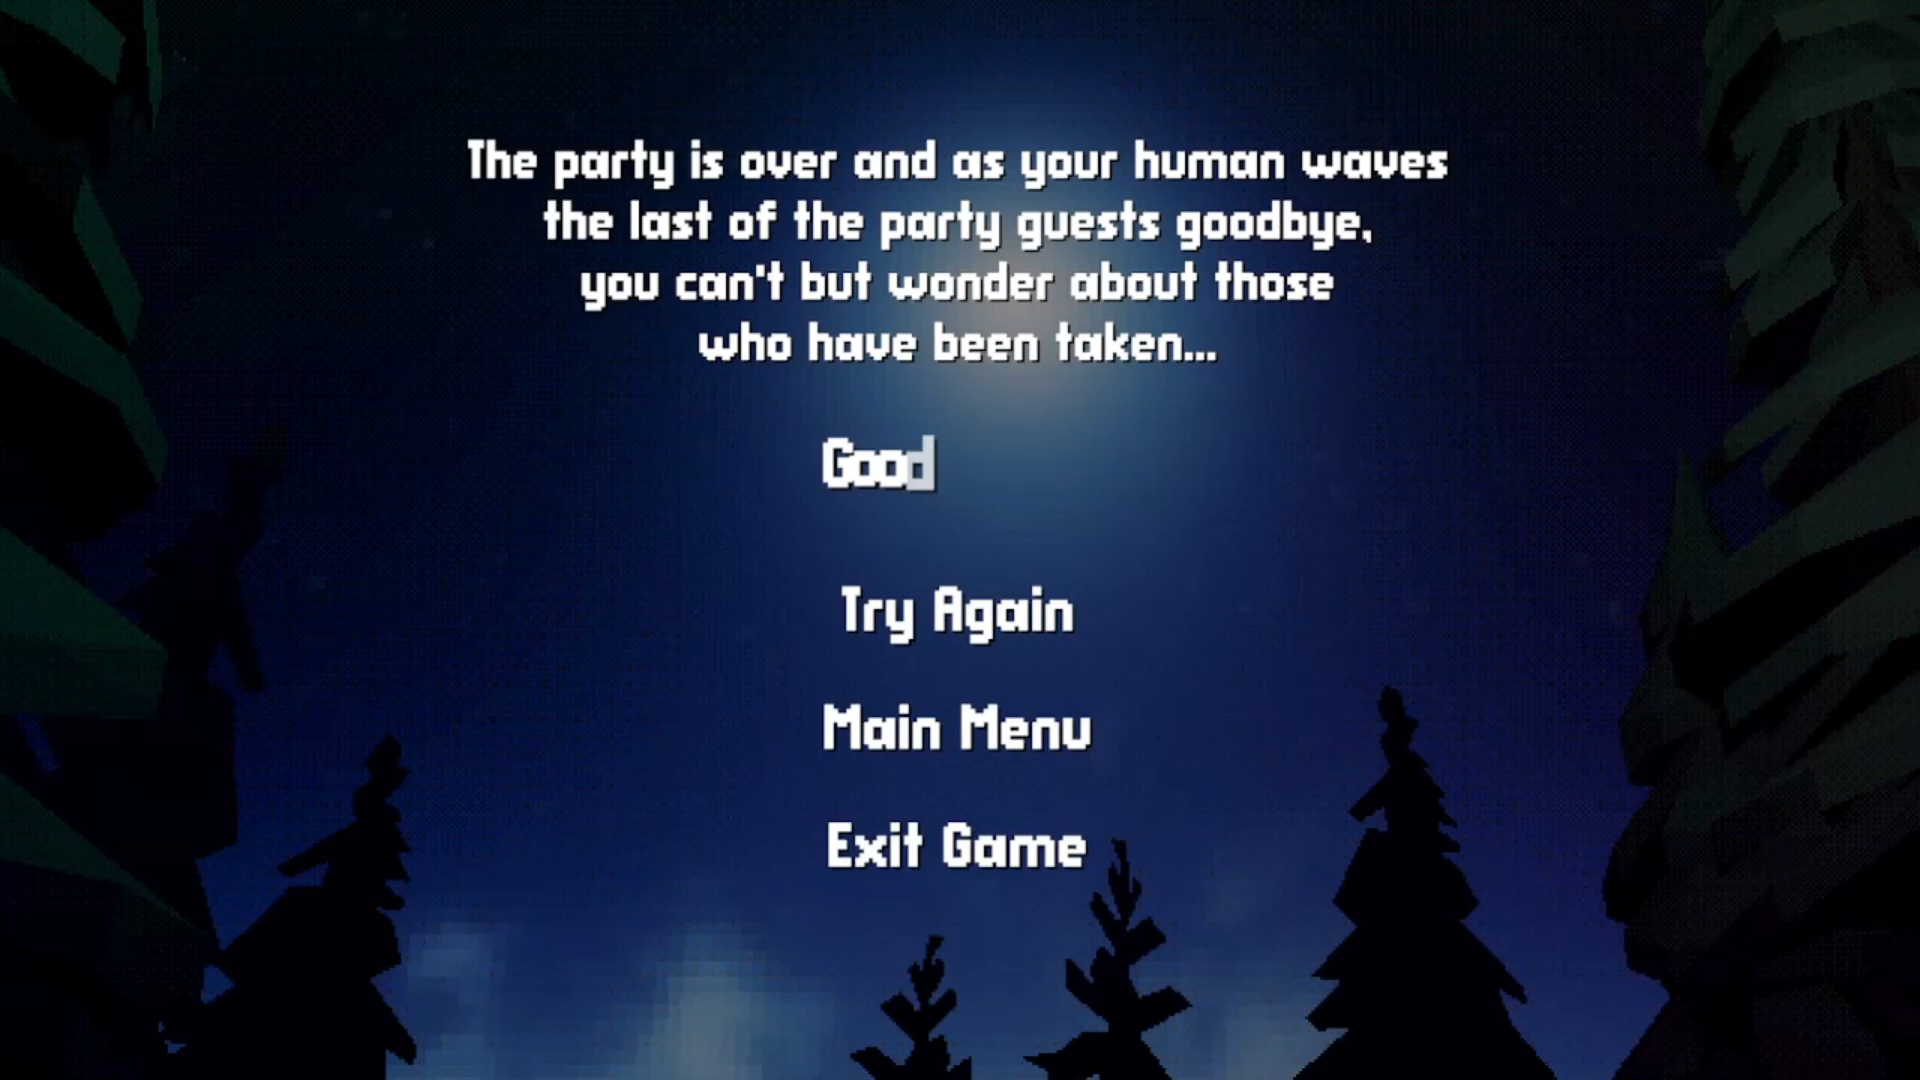 The party is over and as your human waves
the last of the party guests goodbye,
you can't but wonder about those
who have been taken...
Good
Try Again
Main Menu
Exit Game